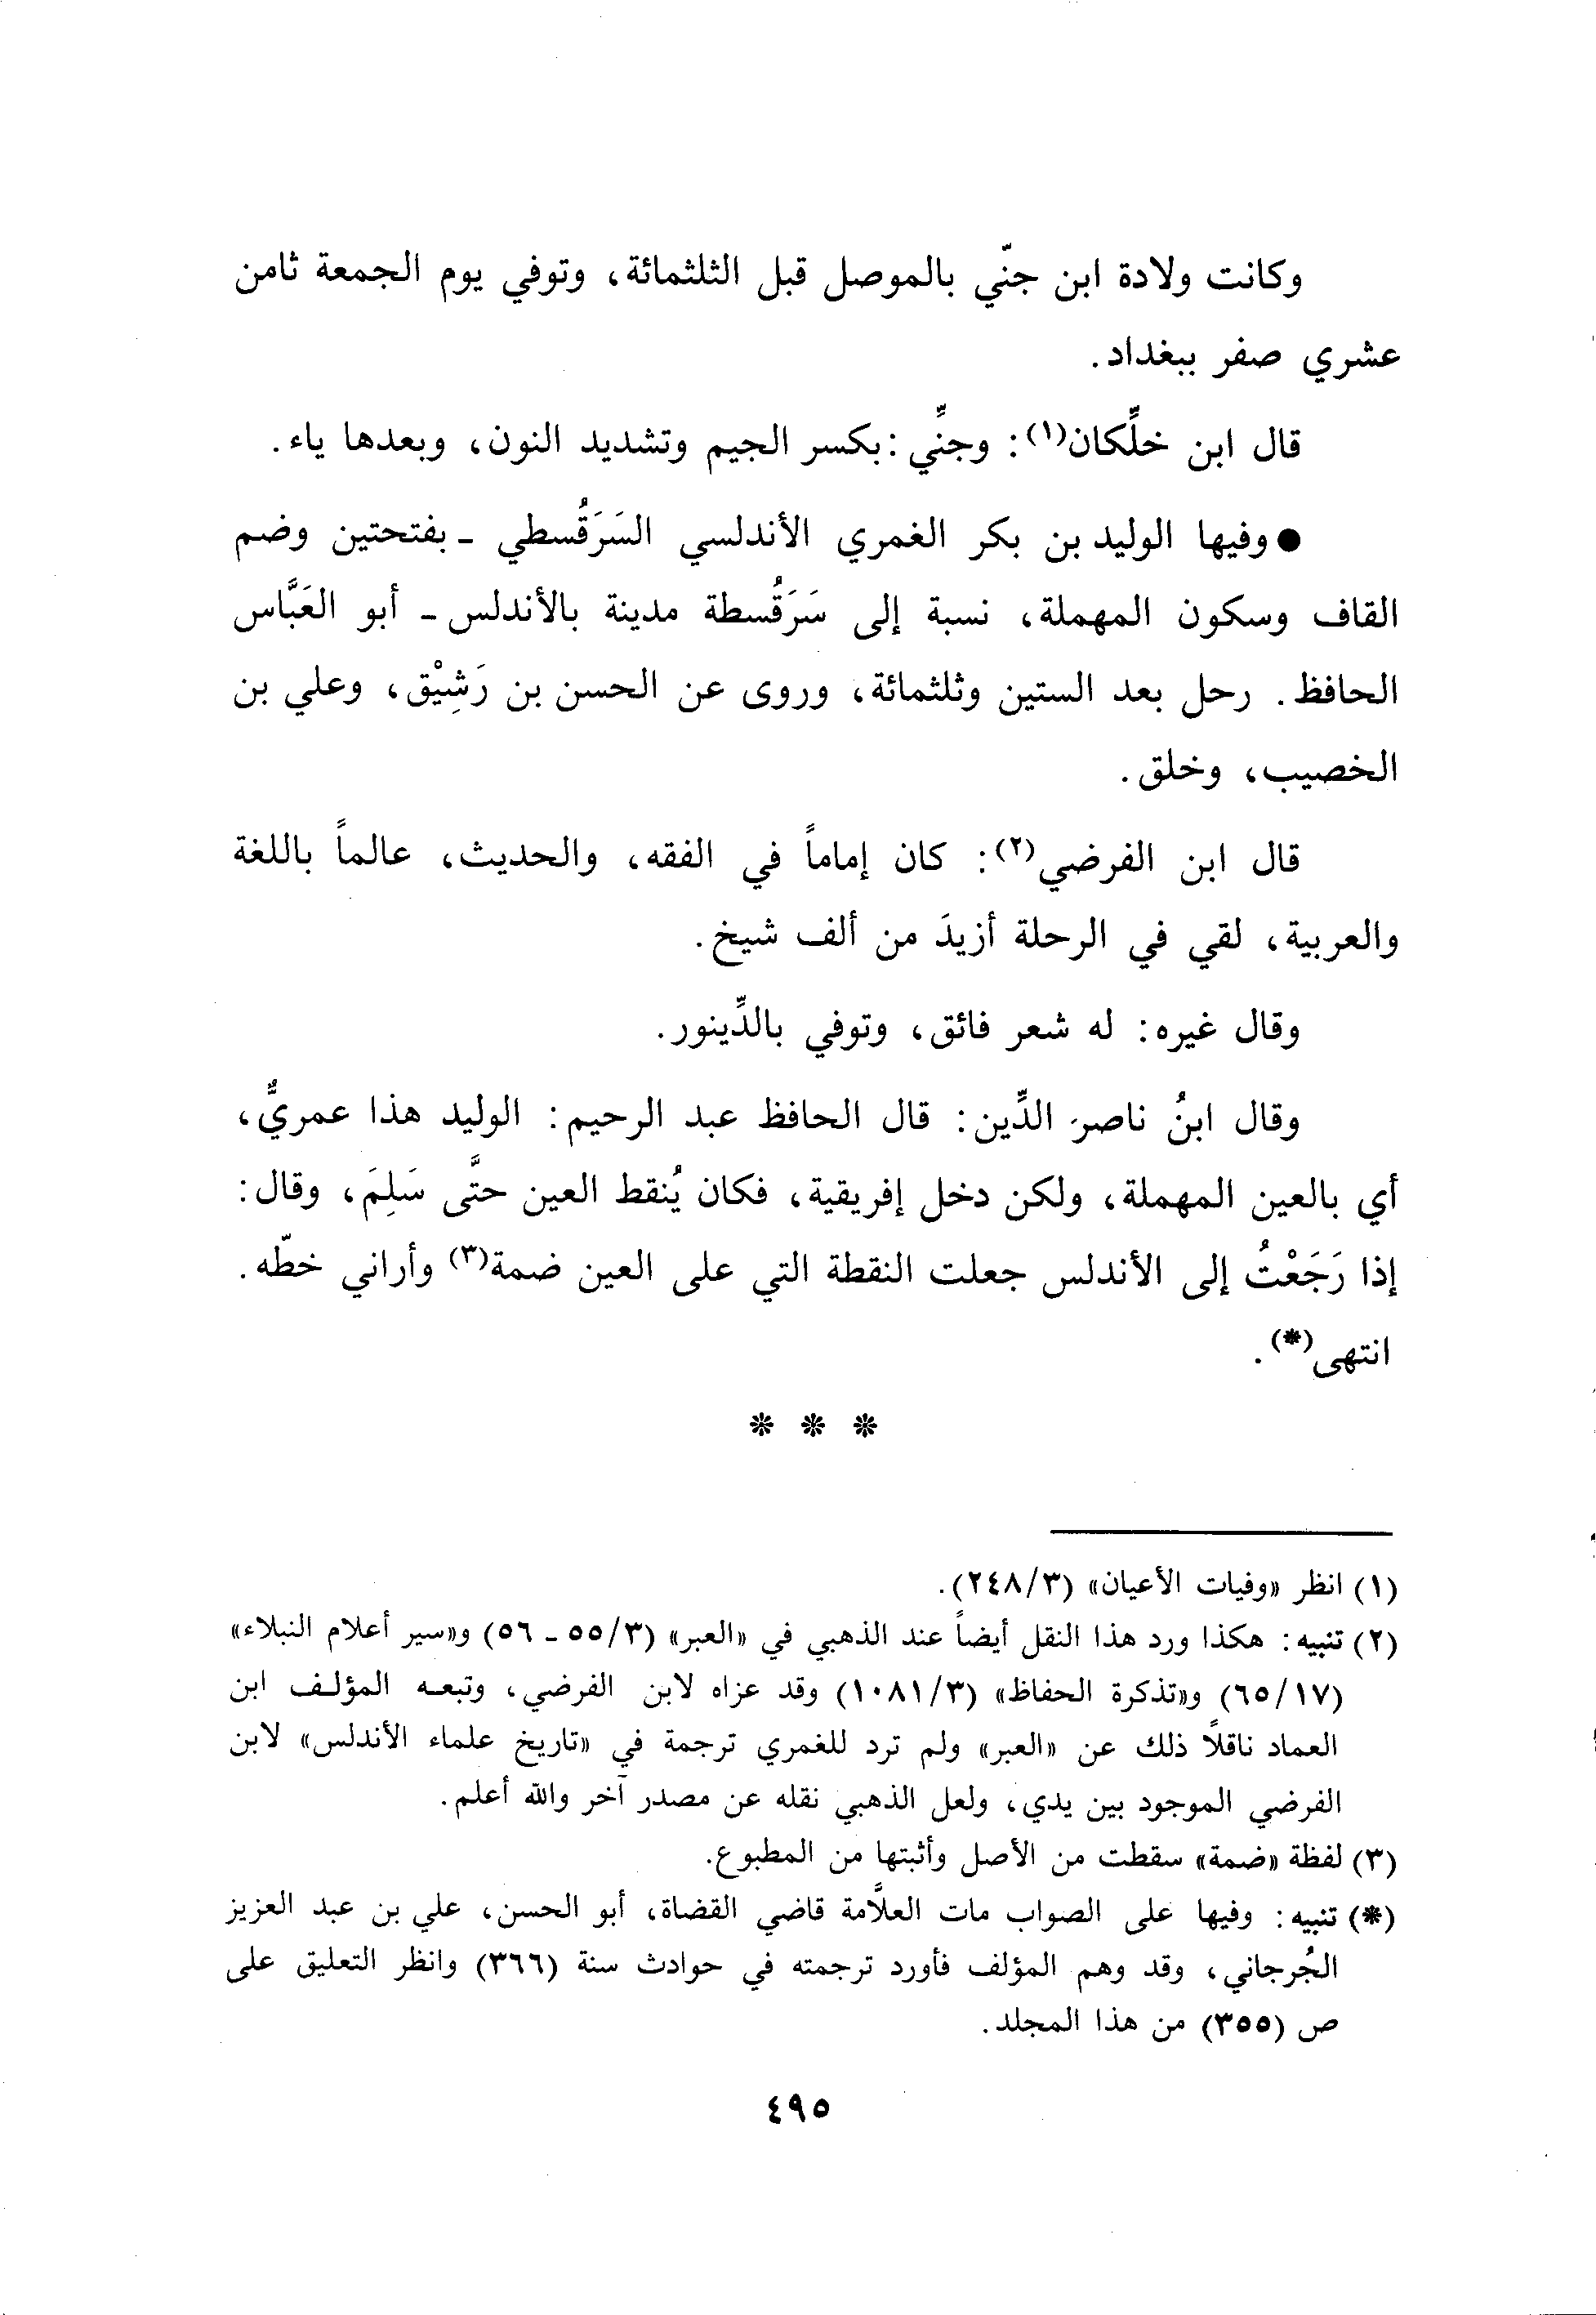 وكانت ولادة ابن جنّي بالموصل قبل الثلثمائة، وتوفي يوم الجمعة ثامن
عشري صفر ببغداد.
قال ابن خلِّكان(١): وجنِّي: بكسر الجيم وتشديد النون، وبعدها ياء.
● وفيها الوليد بن بكر الغمري الأندلسي السَرَقُسطي ـ بفتحتين وضم
القاف وسكون المهملة، نسبة إلى سَرَقُسطة مدينة بالأندلس ـ أبو العَبَّاس
الحافظ. رحل بعد الستين وثلثمائة، وروى عن الحسن بن رَشِيْق، وعلي بن
الخصيب، وخلق.
قال ابن الفرضي(٢): كان إماماً في الفقه، والحديث، عالماً باللغة
والعربية، لقي في الرحلة أزيدَ من ألف شيخ.
وقال غيره: له شعر فائق، وتوفي بالدِّينور.
وقال ابنُ ناصر الدِّين: قال الحافظ عبد الرحيم: الوليد هذا عمريٌّ،
أي بالعين المهملة، ولكن دخل إفريقية، فكان يُنقط العين حتَّى سَلِمَ، وقال:
إذا رَجَعْتُ إلى الأندلس جعلت النقطة التي على العين ضمة(٣) وأراني خطّه.
انتهى(*).
* * *
(١) انظر «وفيات الأعيان» (٢٤٨/٣).
(٢) تنبيه: هكذا ورد هذا النقل أيضاً عند الذهبي في «العبر» (٥٥/٣ ـ ٥٦) و«سير أعلام النبلاء»
(٦٥/١٧) و«تذكرة الحفاظ» (١٠٨١/٣) وقد عزاه لابن الفرضي، وتبعه المؤلف ابن
العماد ناقلاً ذلك عن «العبر» ولم ترد للغمري ترجمة في «تاريخ علماء الأندلس» لابن
الفرضي الموجود بين يدي، ولعل الذهبي نقله عن مصدر آخر والله أعلم.
(٣) لفظة «ضمة» سقطت من الأصل وأثبتها من المطبوع.
(*) تنبيه: وفيها على الصواب مات العلاَّمة قاضي القضاة، أبو الحسن، علي بن عبد العزيز
الجُرجاني، وقد وهم المؤلف فأورد ترجمته في حوادث سنة (٣٦٦) وانظر التعليق على
ص (٣٥٥) من هذا المجلد.
٤٩٥